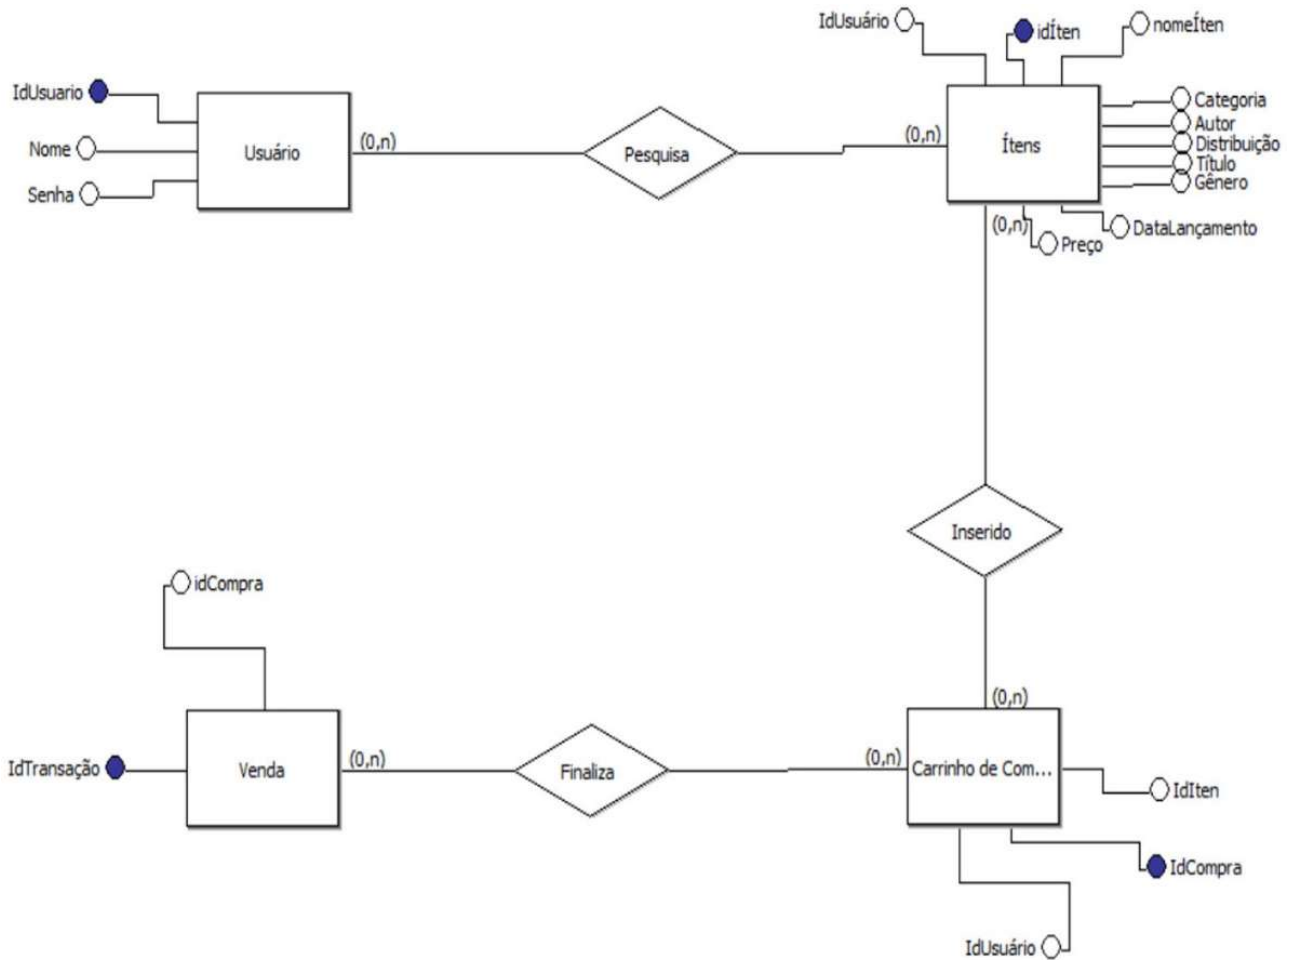 IdUsuário
idÍten
nomeÍten
IdUsuario
Nome
Senha
Usuário
(0,n)
Pesquisa
(0,n)
Ítens
Categoria
Autor
Distribuição
Título
Gênero
(0,n)
Preço
DataLançamento
Inserido
idCompra
(0,n)
IdTransação
Venda
(0,n)
Finaliza
(0,n)
Carrinho de Com...
IdIten
IdCompra
IdUsuário